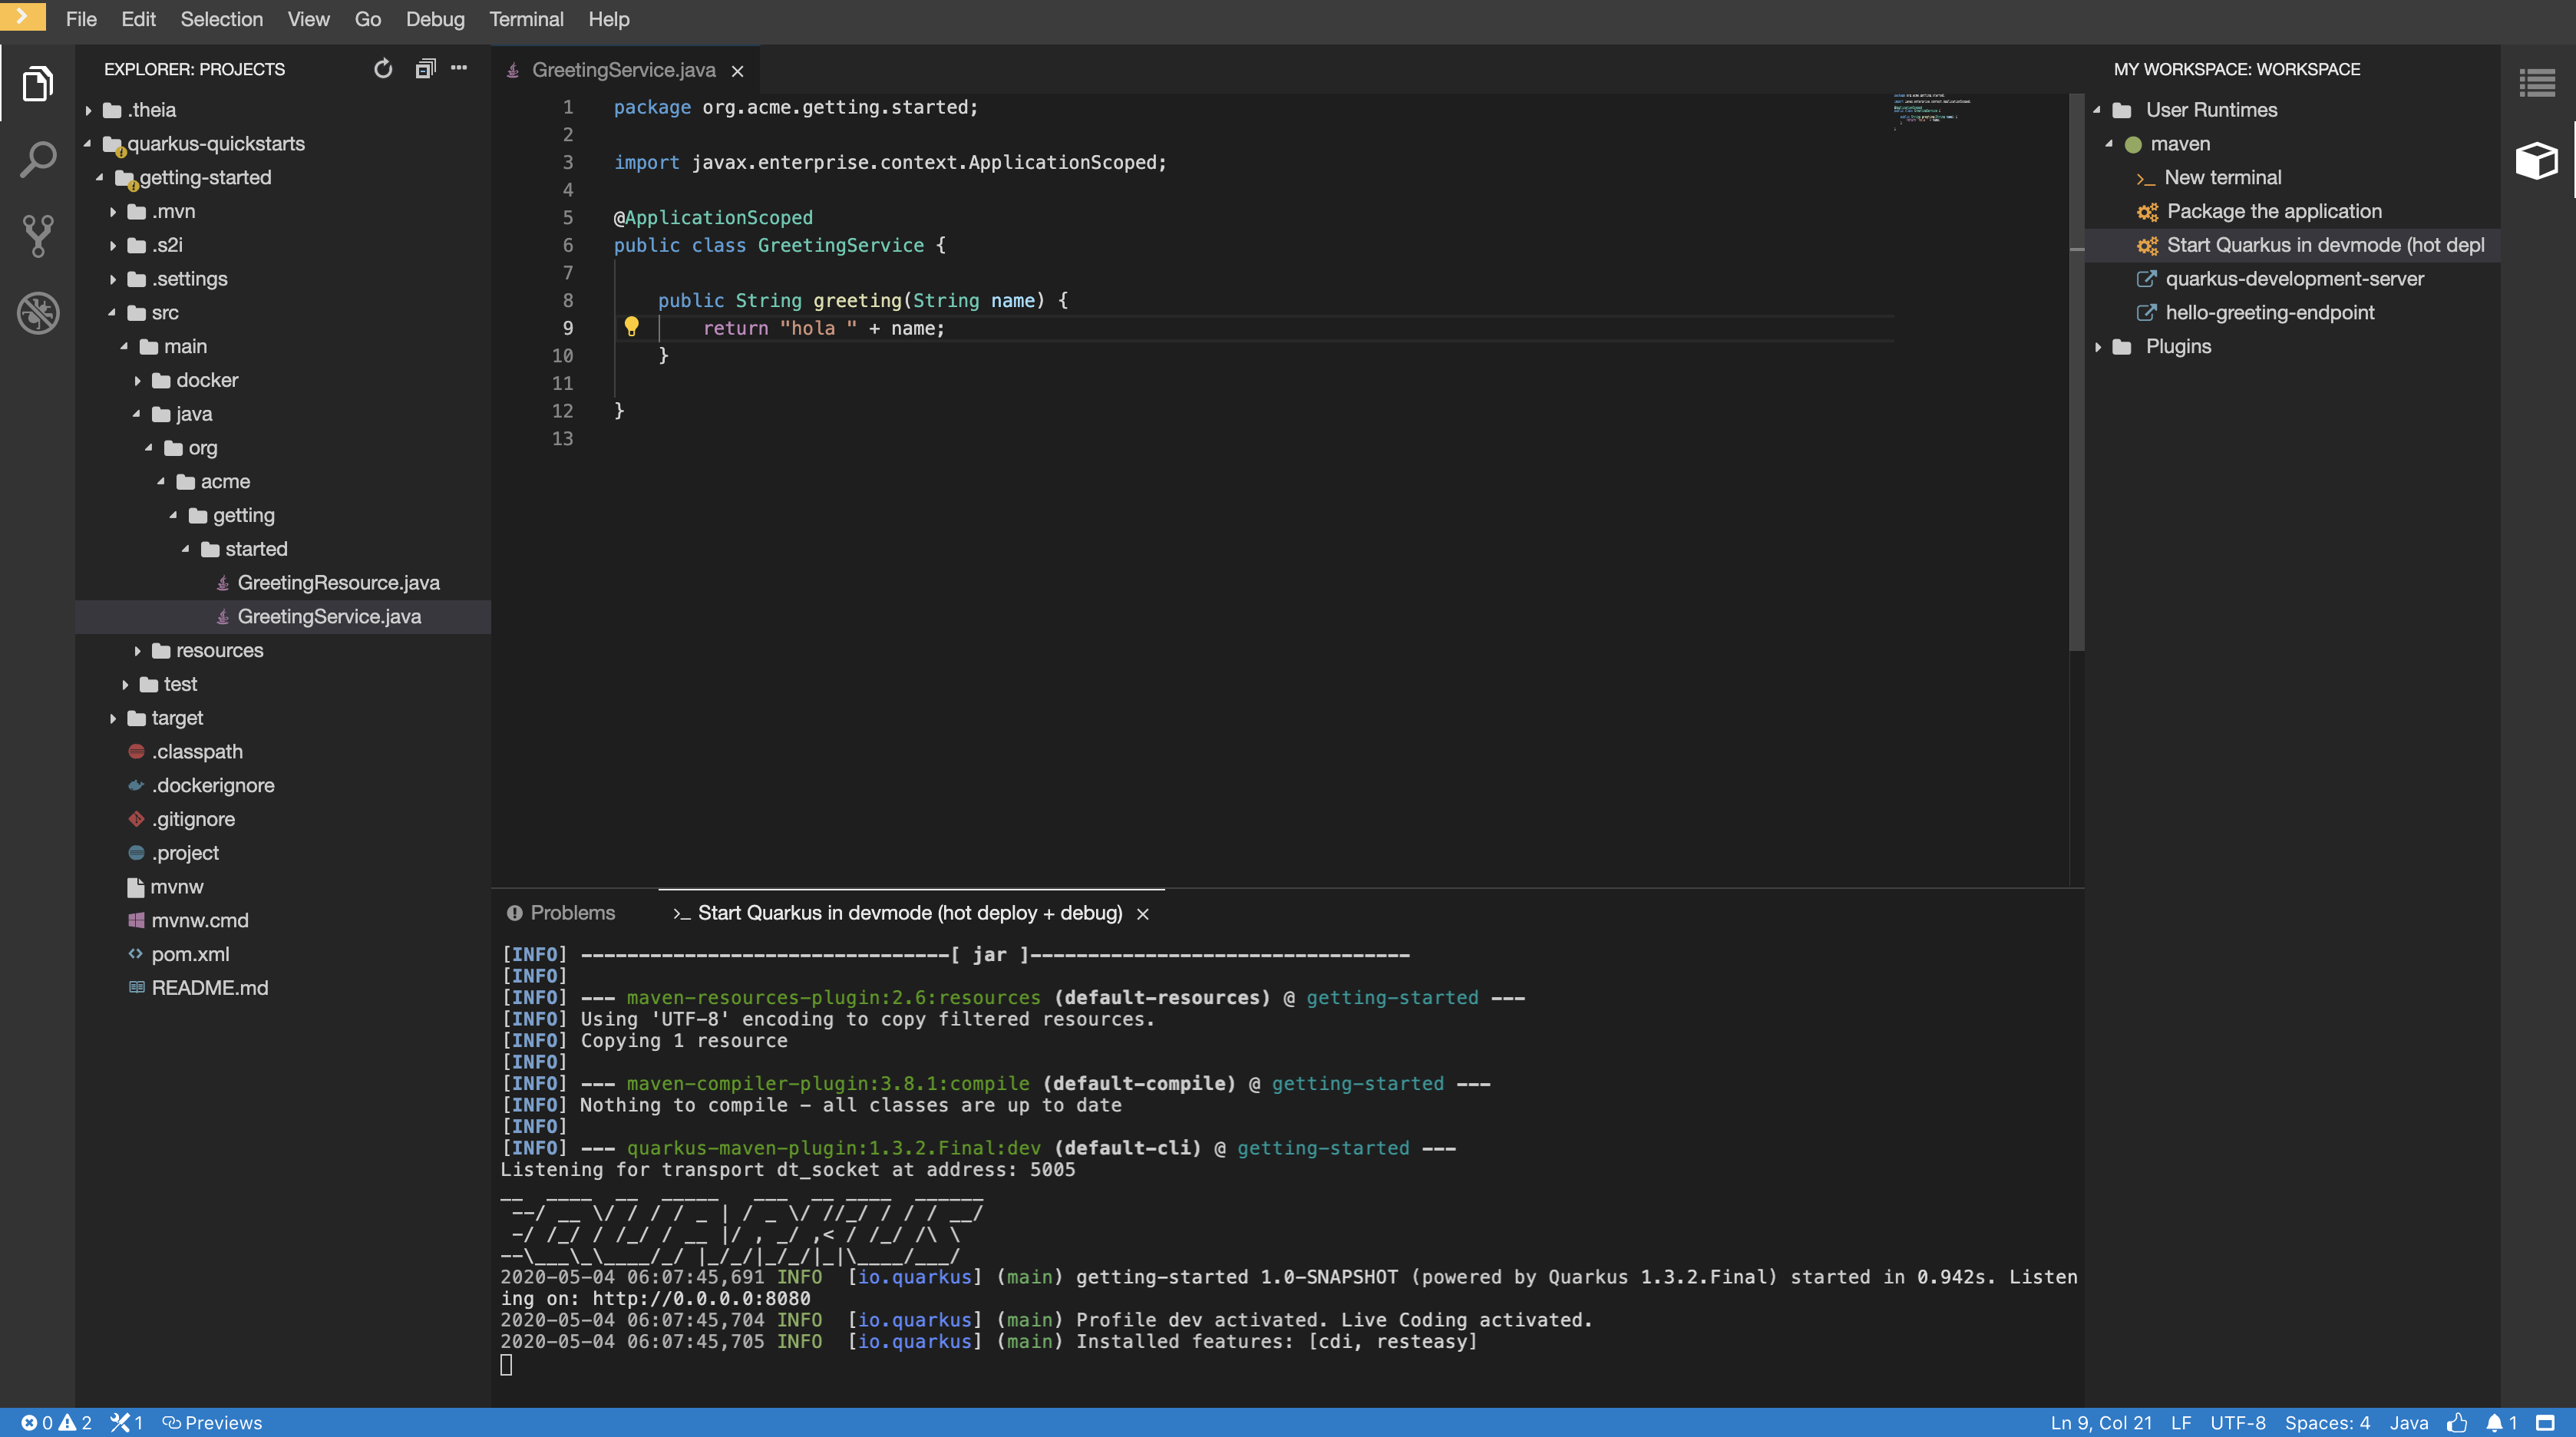 File Edit Selection View Go Debug Terminal Help
EXPLORER: PROJECTS
.theia
quarkus-quickstarts
getting-started
.mvn
.s2i
.settings
src
main
docker
java
org
acme
getting
started
GreetingResource.java
GreetingService.java
resources
test
target
.classpath
.dockerignore
.gitignore
.project
mvnw
mvnw.cmd
pom.xml
README.md
GreetingService.java
1 package org.acme.getting.started;
2
3 import javax.enterprise.context.ApplicationScoped;
4
5 @ApplicationScoped
6 public class GreetingService {
7
8 public String greeting(String name) {
9 return "hola " + name;
10 }
11
12 }
13
Problems
>_ Start Quarkus in devmode (hot deploy + debug)
[INFO] --------------------------------[ jar ]---------------------------------
[INFO]
[INFO] --- maven-resources-plugin:2.6:resources (default-resources) @ getting-started ---
[INFO] Using 'UTF-8' encoding to copy filtered resources.
[INFO] Copying 1 resource
[INFO]
[INFO] --- maven-compiler-plugin:3.8.1:compile (default-compile) @ getting-started ---
[INFO] Nothing to compile - all classes are up to date
[INFO]
[INFO] --- quarkus-maven-plugin:1.3.2.Final:dev (default-cli) @ getting-started ---
Listening for transport dt_socket at address: 5005
__  ____  __  _____   ___  __ ____  ______
 --/ __ \/ / / / _ | / _ \/ //_/ / / / __/
 -/ /_/ / /_/ / __ |/ , _/ ,< / /_/ /\ \
--\___\_\____/_/ |_/_/|_/_/|_|\____/___/
2020-05-04 06:07:45,691 INFO [io.quarkus] (main) getting-started 1.0-SNAPSHOT (powered by Quarkus 1.3.2.Final) started in 0.942s. Listen
ing on: http://0.0.0.0:8080
2020-05-04 06:07:45,704 INFO [io.quarkus] (main) Profile dev activated. Live Coding activated.
2020-05-04 06:07:45,705 INFO [io.quarkus] (main) Installed features: [cdi, resteasy]
MY WORKSPACE: WORKSPACE
User Runtimes
maven
>_ New terminal
Package the application
Start Quarkus in devmode (hot depl
quarkus-development-server
hello-greeting-endpoint
Plugins
0 2 1 Previews
Ln 9, Col 21 LF UTF-8 Spaces: 4 Java 1